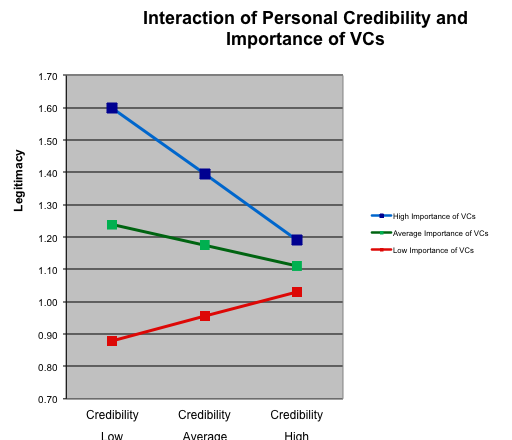 Interaction of Personal Credibility and
Importance of VCs
1.70
1.60
1.50
1.40
1.30
1.20
1.10
1.00
0.90
0.80
0.70
Legitimacy
High Importance of VCs
Average Importance of VCs
Low Importance of VCs
Credibility Credibility Credibility
Low Average High